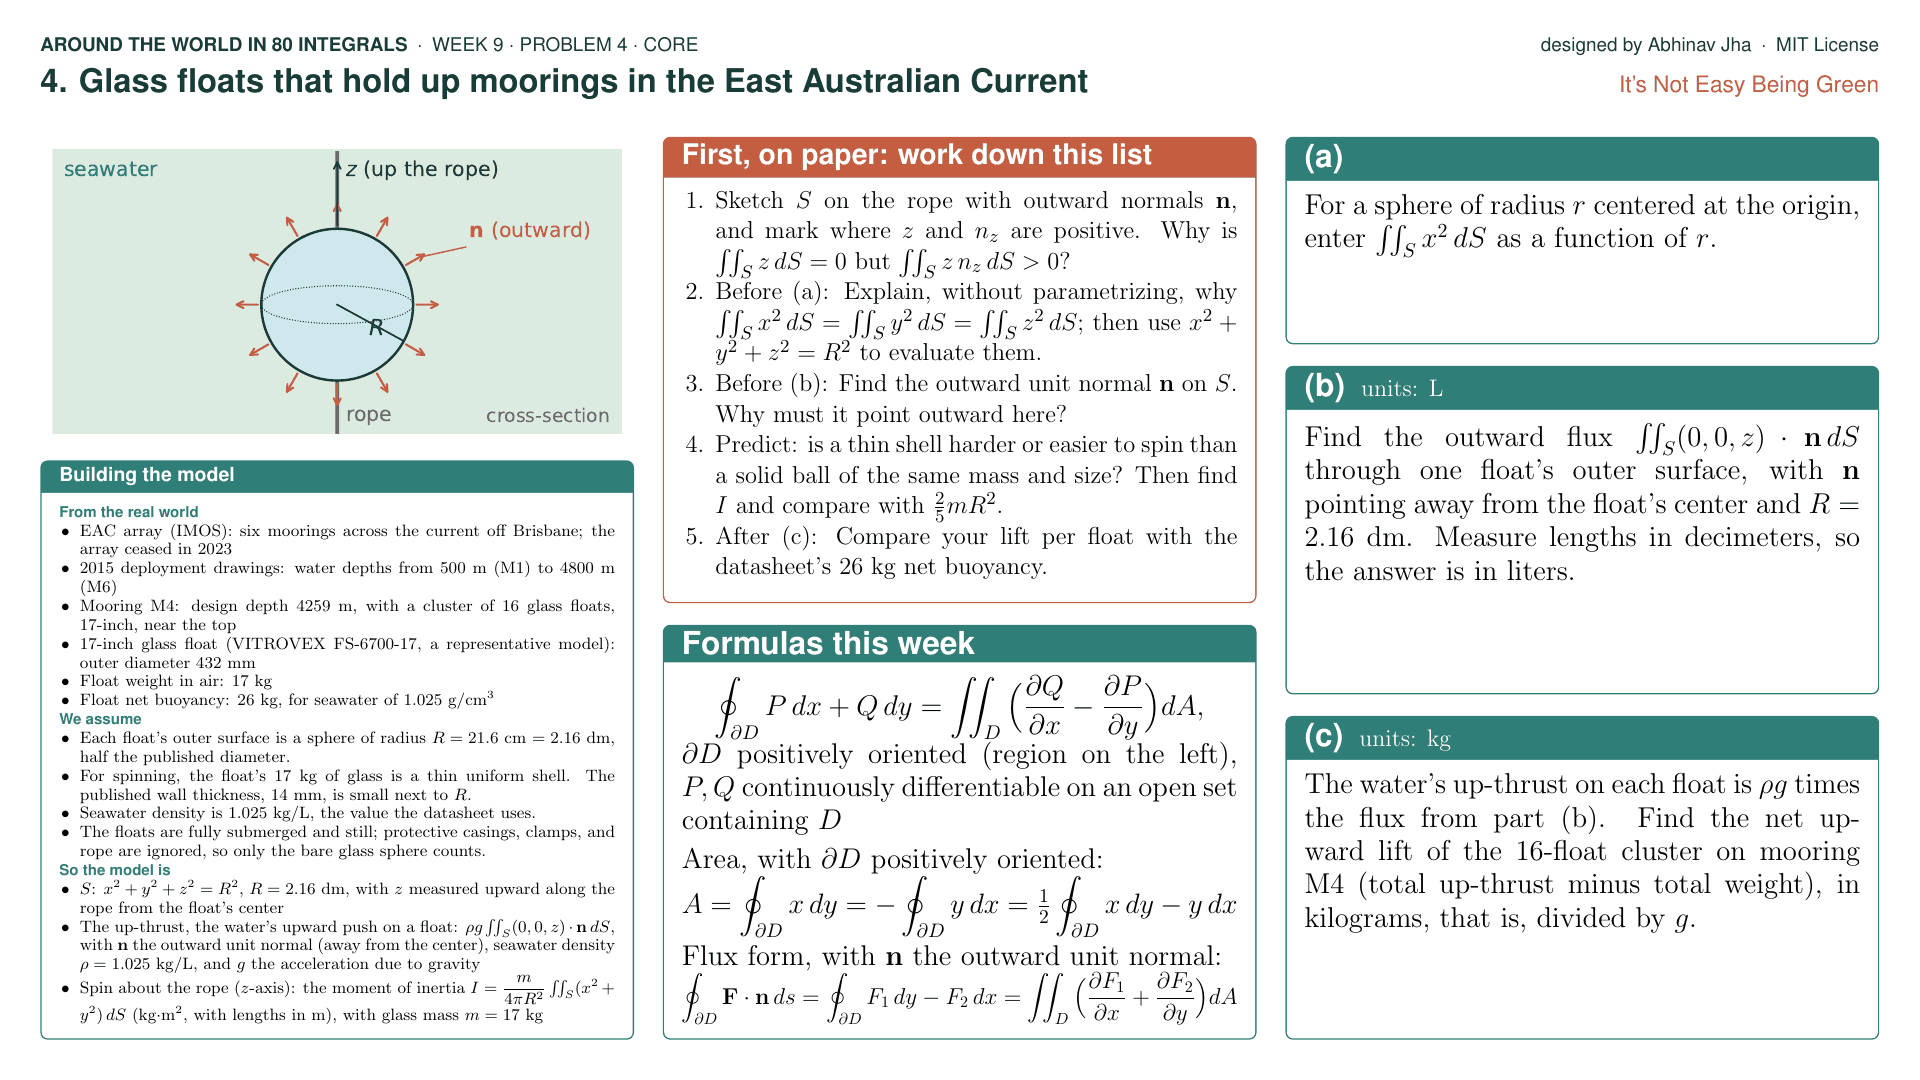 AROUND THE WORLD IN 80 INTEGRALS · WEEK 9 · PROBLEM 4 · CORE
designed by Abhinav Jha · MIT License
4. Glass floats that hold up moorings in the East Australian Current
It's Not Easy Being Green
seawater
z (up the rope)
n (outward)
R
rope
cross-section
Building the model
From the real world
• EAC array (IMOS): six moorings across the current off Brisbane; the
array ceased in 2023
• 2015 deployment drawings: water depths from 500 m (M1) to 4800 m
(M6)
• Mooring M4: design depth 4259 m, with a cluster of 16 glass floats,
17-inch, near the top
• 17-inch glass float (VITROVEX FS-6700-17, a representative model):
outer diameter 432 mm
• Float weight in air: 17 kg
• Float net buoyancy: 26 kg, for seawater of 1.025 g/cm³
We assume
• Each float's outer surface is a sphere of radius R = 21.6 cm = 2.16 dm,
half the published diameter.
• For spinning, the float's 17 kg of glass is a thin uniform shell. The
published wall thickness, 14 mm, is small next to R.
• Seawater density is 1.025 kg/L, the value the datasheet uses.
• The floats are fully submerged and still; protective casings, clamps, and
rope are ignored, so only the bare glass sphere counts.
So the model is
• S: x² + y² + z² = R², R = 2.16 dm, with z measured upward along the
rope from the float's center
• The up-thrust, the water's upward push on a float: ρg∬_S(0, 0, z) · n dS,
with n the outward unit normal (away from the center), seawater density
ρ = 1.025 kg/L, and g the acceleration due to gravity
• Spin about the rope (z-axis): the moment of inertia I = m/(4πR²) ∬_S(x² +
y²) dS (kg·m², with lengths in m), with glass mass m = 17 kg
First, on paper: work down this list
1. Sketch S on the rope with outward normals n,
and mark where z and n_z are positive. Why is
∬_S z dS = 0 but ∬_S z n_z dS > 0?
2. Before (a): Explain, without parametrizing, why
∬_S x² dS = ∬_S y² dS = ∬_S z² dS; then use x² +
y² + z² = R² to evaluate them.
3. Before (b): Find the outward unit normal n on S.
Why must it point outward here?
4. Predict: is a thin shell harder or easier to spin than
a solid ball of the same mass and size? Then find
I and compare with 2/5 mR².
5. After (c): Compare your lift per float with the
datasheet's 26 kg net buoyancy.
Formulas this week
∮_∂D P dx + Q dy = ∬_D (∂Q/∂x − ∂P/∂y) dA,
∂D positively oriented (region on the left),
P, Q continuously differentiable on an open set
containing D
Area, with ∂D positively oriented:
A = ∮_∂D x dy = −∮_∂D y dx = ½ ∮_∂D x dy − y dx
Flux form, with n the outward unit normal:
∮_∂D F · n ds = ∮_∂D F₁ dy − F₂ dx = ∬_D (∂F₁/∂x + ∂F₂/∂y) dA
(a)
For a sphere of radius r centered at the origin,
enter ∬_S x² dS as a function of r.
(b) units: L
Find the outward flux ∬_S(0, 0, z) · n dS
through one float's outer surface, with n
pointing away from the float's center and R =
2.16 dm. Measure lengths in decimeters, so
the answer is in liters.
(c) units: kg
The water's up-thrust on each float is ρg times
the flux from part (b). Find the net up-
ward lift of the 16-float cluster on mooring
M4 (total up-thrust minus total weight), in
kilograms, that is, divided by g.